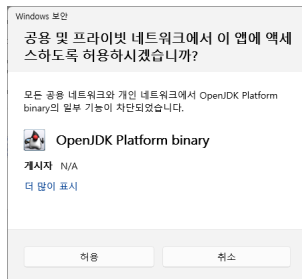 Windows 보안
공용 및 프라이빗 네트워크에서 이 앱에 액세
스하도록 허용하시겠습니까?
모든 공용 네트워크와 개인 네트워크에서 OpenJDK Platform
binary의 일부 기능이 차단되었습니다.
OpenJDK Platform binary
게시자 N/A
더 많이 표시
허용
취소